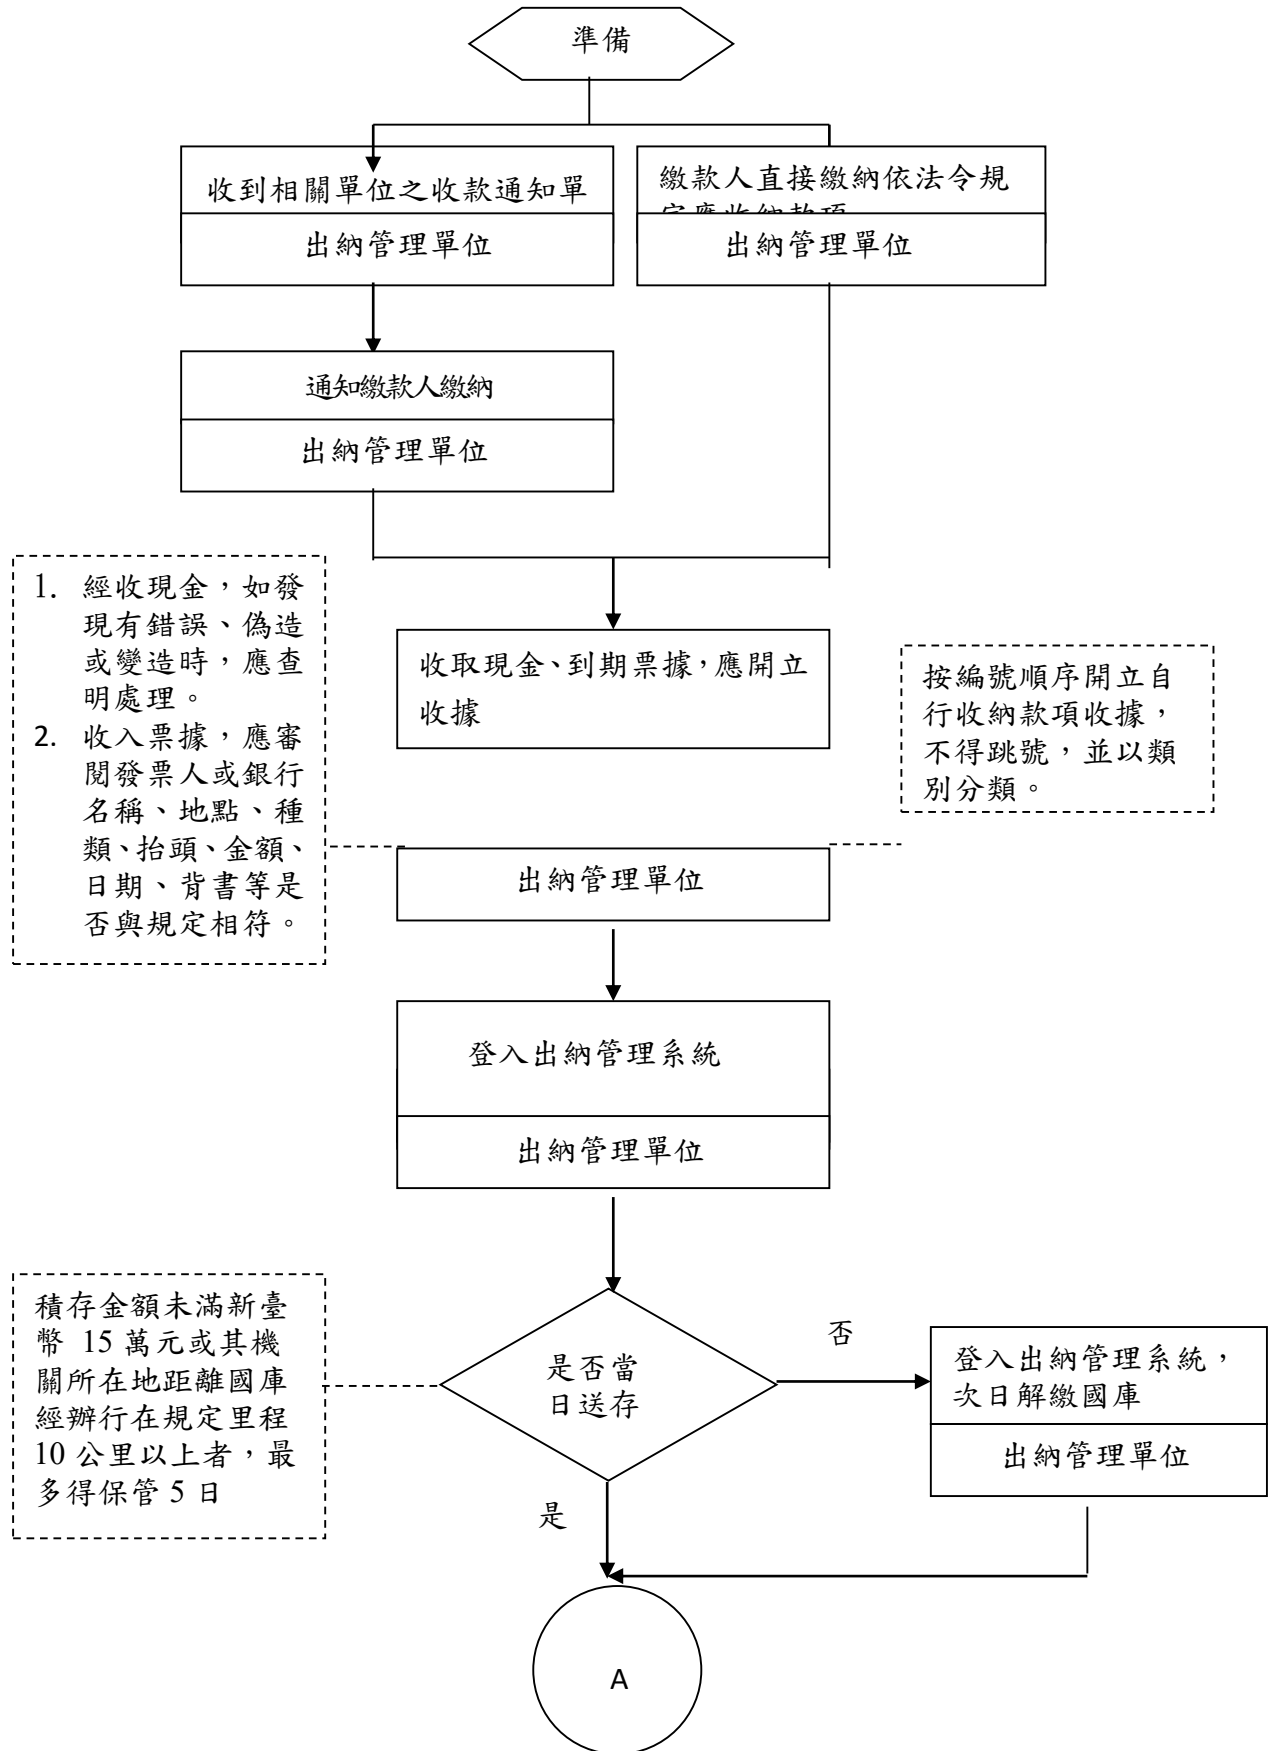 準備
收到相關單位之收款通知單
出納管理單位
繳款人直接繳納依法令規
定應收納款項
出納管理單位
通知繳款人繳納
出納管理單位
1. 經收現金，如發
現有錯誤、偽造
或變造時，應查
明處理。
2. 收入票據，應審
閱發票人或銀行
名稱、地點、種
類、抬頭、金額、
日期、背書等是
否與規定相符。
收取現金、到期票據，應開立
收據
出納管理單位
按編號順序開立自
行收納款項收據，
不得跳號，並以類
別分類。
登入出納管理系統
出納管理單位
積存金額未滿新臺
幣 15 萬元或其機
關所在地距離國庫
經辦行在規定里程
10 公里以上者，最
多得保管 5 日
是否當
日送存
否
登入出納管理系統，
次日解繳國庫
出納管理單位
是
A